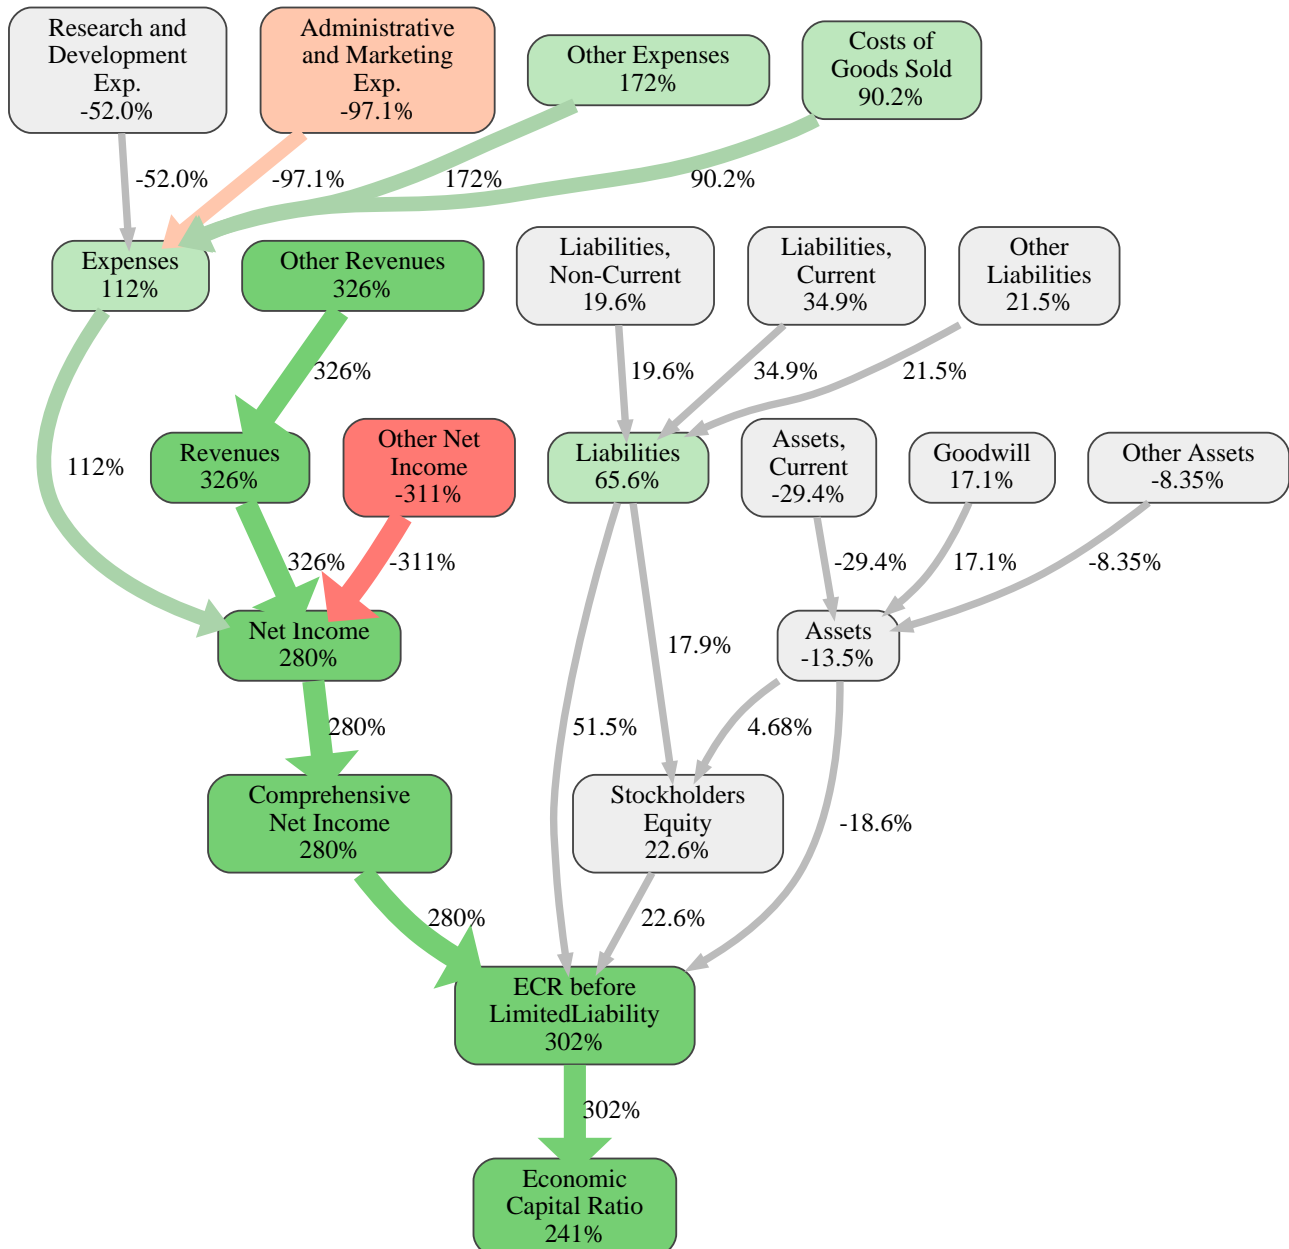 Research and
Development
Exp.
-52.0%
Administrative
and Marketing
Exp.
-97.1%
Other Expenses
172%
Costs of
Goods Sold
90.2%
-52.0%
-97.1%
172%
90.2%
Expenses
112%
Other Revenues
326%
Liabilities,
Non-Current
19.6%
Liabilities,
Current
34.9%
Other
Liabilities
21.5%
326%
19.6%
34.9%
21.5%
112%
Revenues
326%
Other Net
Income
-311%
Liabilities
65.6%
Assets,
Current
-29.4%
Goodwill
17.1%
Other Assets
-8.35%
326%
-311%
-29.4%
17.1%
-8.35%
Net Income
280%
17.9%
Assets
-13.5%
280%
51.5%
4.68%
Comprehensive
Net Income
280%
Stockholders
Equity
22.6%
-18.6%
280%
22.6%
ECR before
LimitedLiability
302%
302%
Economic
Capital Ratio
241%